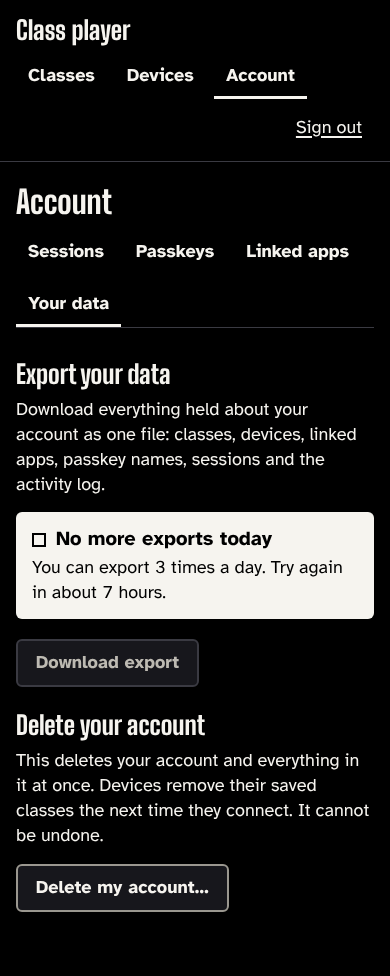 Class player
Classes Devices Account
Sign out
Account
Sessions Passkeys Linked apps
Your data
Export your data
Download everything held about your
account as one file: classes, devices, linked
apps, passkey names, sessions and the
activity log.
No more exports today
You can export 3 times a day. Try again
in about 7 hours.
Download export
Delete your account
This deletes your account and everything in
it at once. Devices remove their saved
classes the next time they connect. It cannot
be undone.
Delete my account...